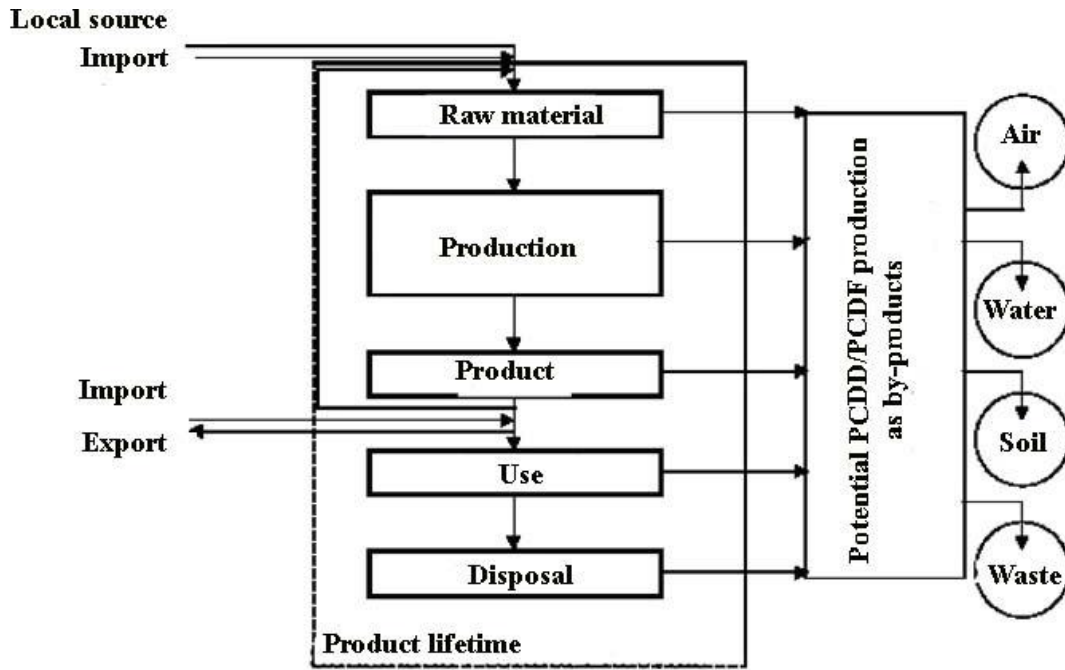 Local source
Import
Raw material
Production
Product
Import
Export
Use
Disposal
Product lifetime
Potential PCDD/PCDF production
as by-products
Air
Water
Soil
Waste